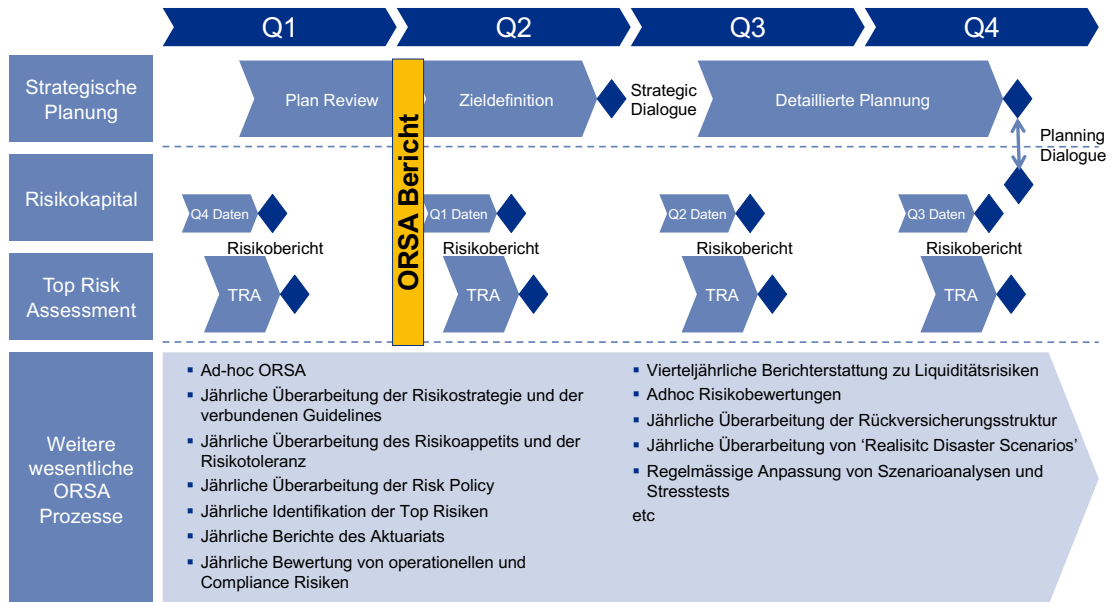 Q1
Q2
Q3
Q4
Strategische
Planung
Plan Review
Zieldefinition
Strategic
Dialogue
Detaillierte Plannung
Planning
Dialogue
ORSA Bericht
Risikokapital
Q4 Daten
Q1 Daten
Q2 Daten
Q3 Daten
Risikobericht
Risikobericht
Risikobericht
Risikobericht
Top Risk
Assessment
TRA
TRA
TRA
TRA
Weitere
wesentliche
ORSA
Prozesse
▪ Ad-hoc ORSA
▪ Jährliche Überarbeitung der Risikostrategie und der
verbundenen Guidelines
▪ Jährliche Überarbeitung des Risikoappetits und der
Risikotoleranz
▪ Jährliche Überarbeitung der Risk Policy
▪ Jährliche Identifikation der Top Risiken
▪ Jährliche Berichte des Aktuariats
▪ Jährliche Bewertung von operationellen und
Compliance Risiken
▪ Vierteljährliche Berichterstattung zu Liquiditätsrisiken
▪ Adhoc Risikobewertungen
▪ Jährliche Überarbeitung der Rückversicherungsstruktur
▪ Jährliche Überarbeitung von ‘Realisitc Disaster Scenarios’
▪ Regelmässige Anpassung von Szenarioanalysen und
Stresstests
etc